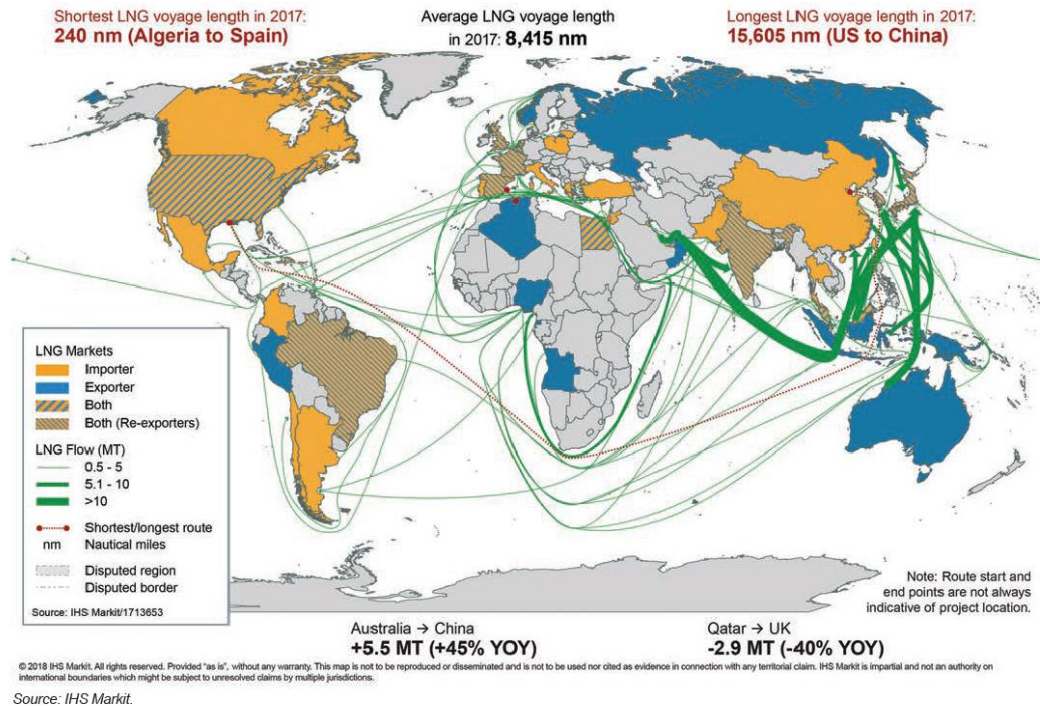 Shortest LNG voyage length in 2017:
240 nm (Algeria to Spain)
Average LNG voyage length
in 2017: 8,415 nm
Longest LNG voyage length in 2017:
15,605 nm (US to China)
LNG Markets
Importer
Exporter
Both
Both (Re-exporters)
LNG Flow (MT)
0.5 - 5
5.1 - 10
>10
Shortest/longest route
nm Nautical miles
Disputed region
Disputed border
Source: IHS Markit/1713653
Note: Route start and
end points are not always
indicative of project location.
Australia → China
+5.5 MT (+45% YOY)
Qatar → UK
-2.9 MT (-40% YOY)
© 2018 IHS Markit. All rights reserved. Provided "as is", without any warranty. This map is not to be reproduced or disseminated and is not to be used nor cited as evidence in connection with any territorial claim. IHS Markit is impartial and not an authority on
international boundaries which might be subject to unresolved claims by multiple jurisdictions.
Source: IHS Markit.